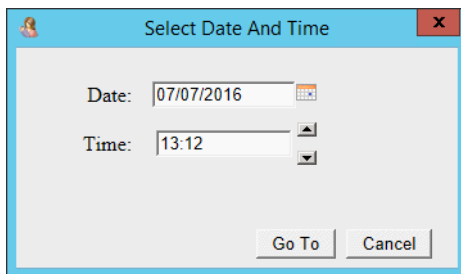 Select Date And Time x
Date: 07/07/2016
Time: 13:12
Go To Cancel